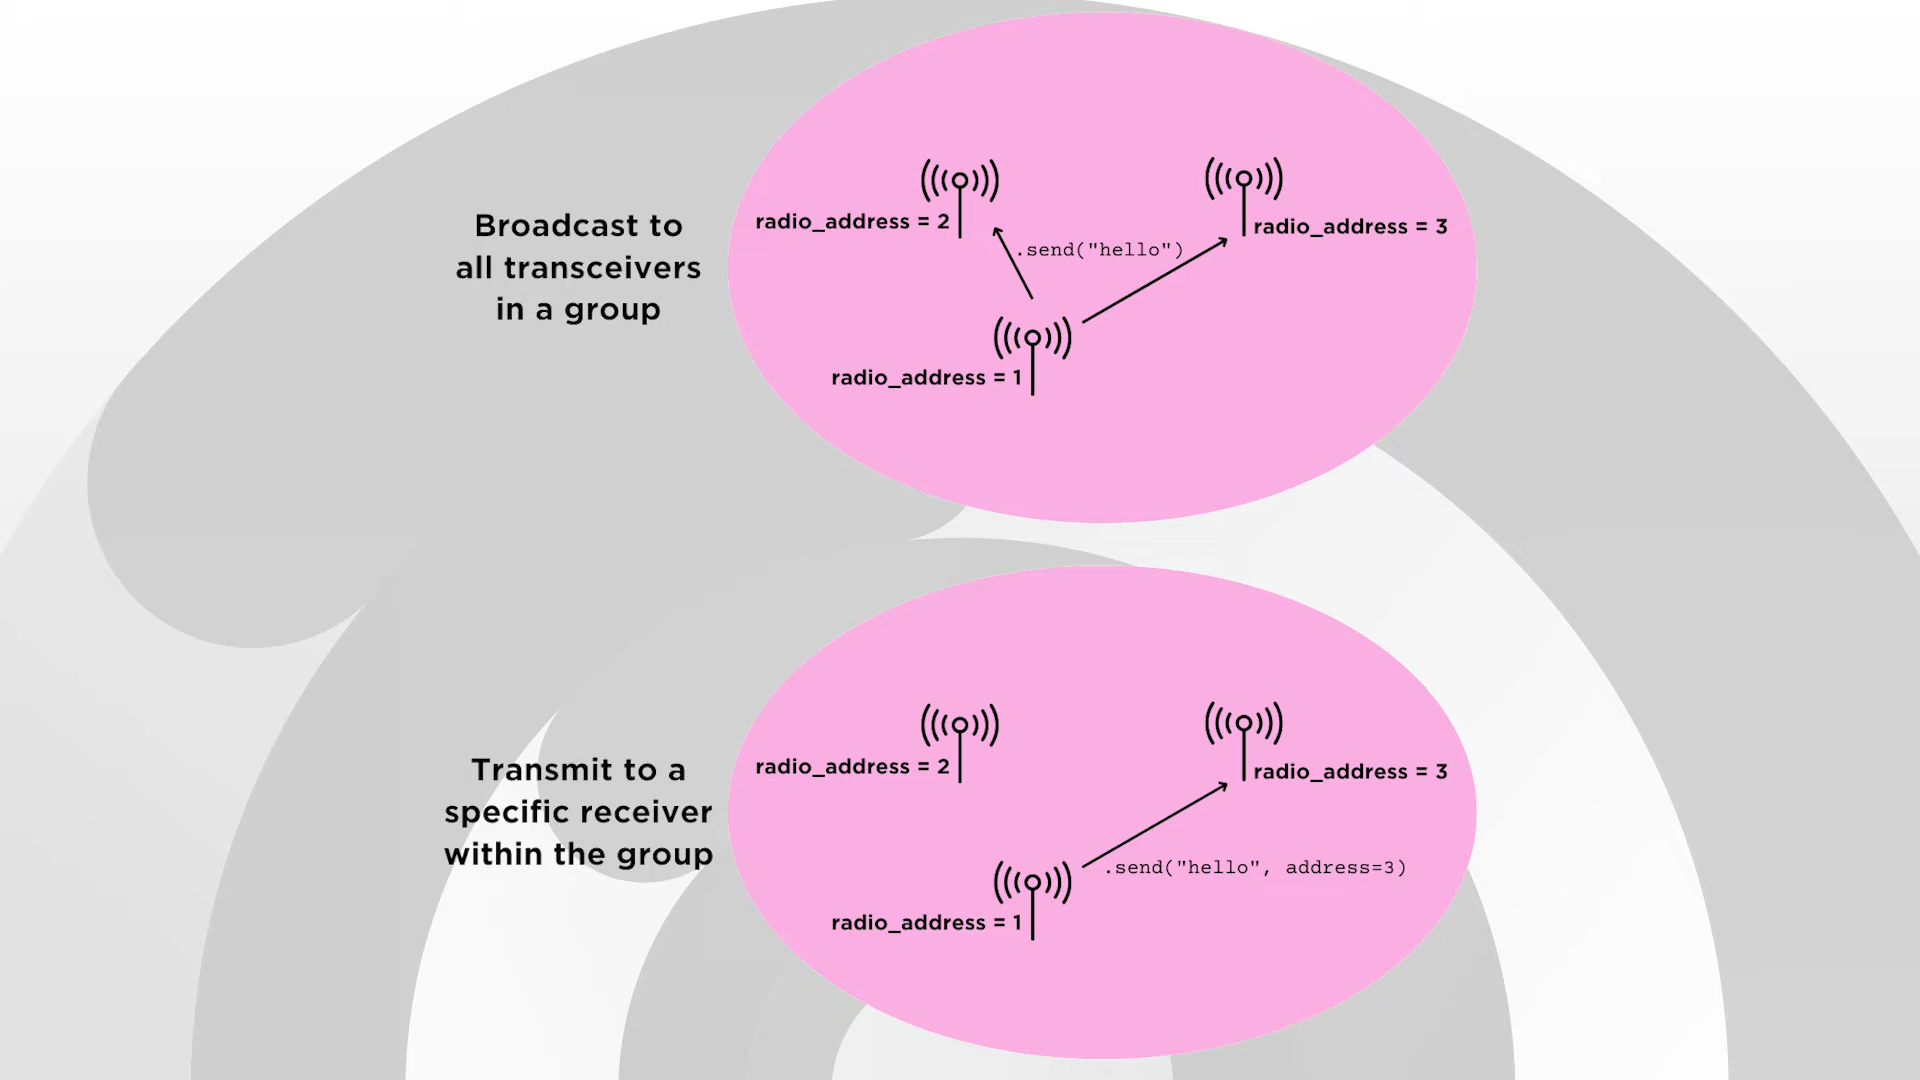 Broadcast to
all transceivers
in a group
radio_address = 2
radio_address = 3
.send("hello")
radio_address = 1
Transmit to a
specific receiver
within the group
radio_address = 2
radio_address = 3
.send("hello", address=3)
radio_address = 1